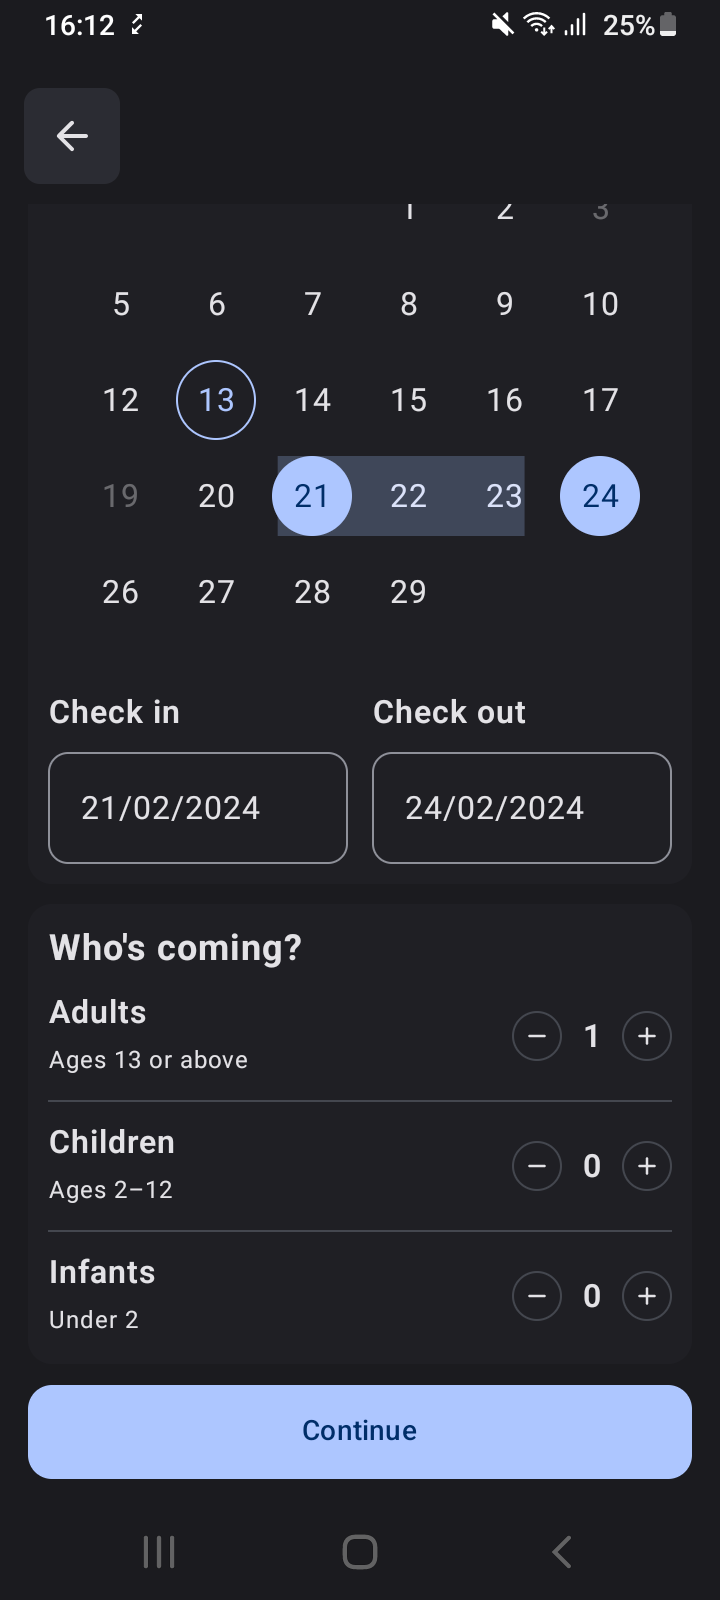 16:12 25%
1 2 3
5 6 7 8 9 10
12 13 14 15 16 17
19 20 21 22 23 24
26 27 28 29
Check in Check out
21/02/2024 24/02/2024
Who's coming?
Adults
Ages 13 or above
1
Children
Ages 2–12
0
Infants
Under 2
0
Continue